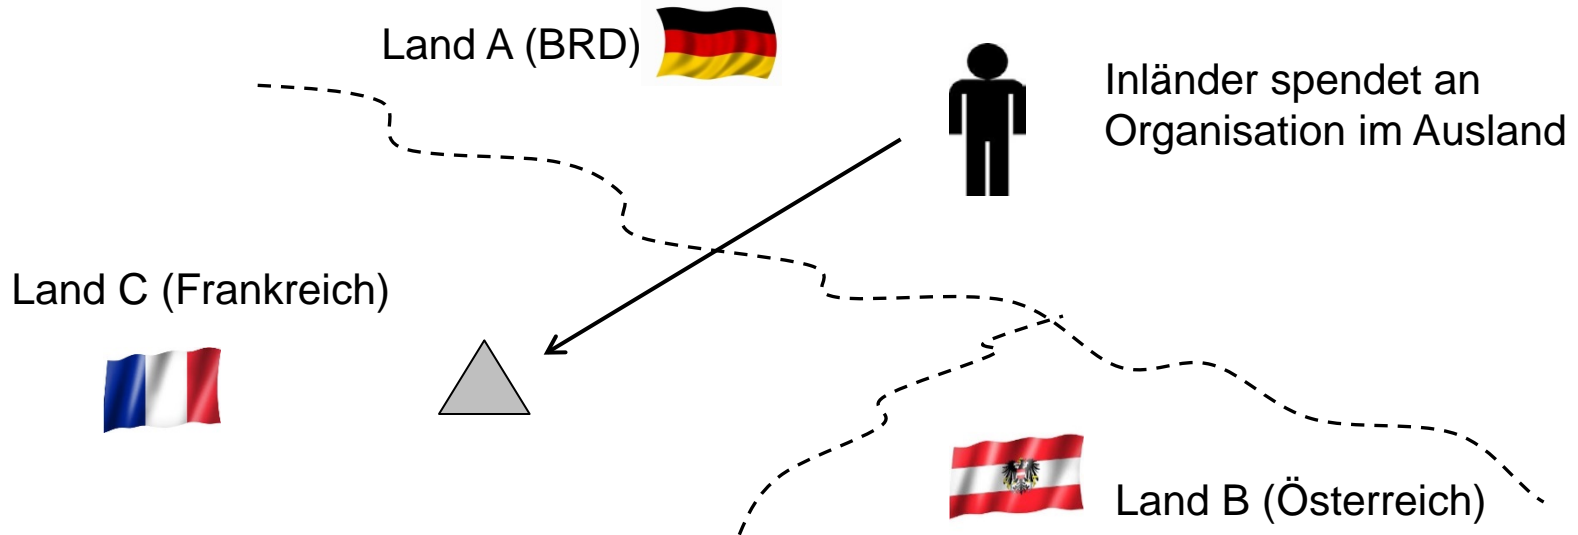 Land A (BRD)
Inländer spendet an
Organisation im Ausland
Land C (Frankreich)
Land B (Österreich)